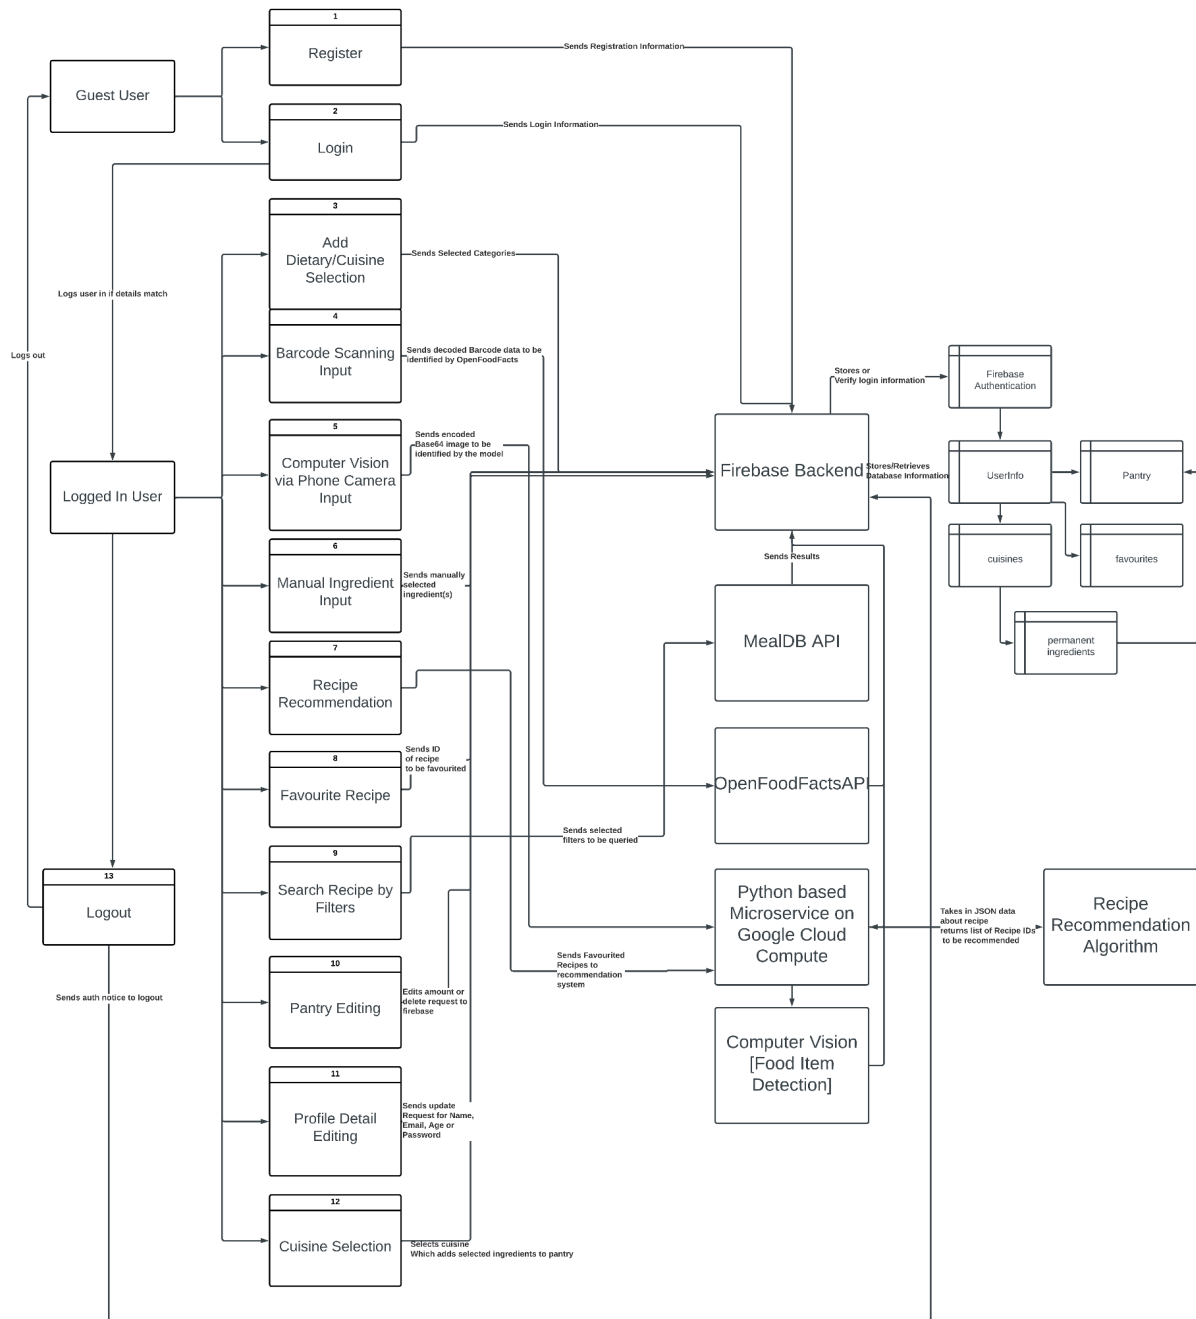 1
Register
Sends Registration Information
Guest User
2
Login
Sends Login Information
3
Add
Dietary/Cuisine
Selection
Sends Selected Categories
Logs user in if details match
Logs out
4
Barcode Scanning
Input
Sends decoded Barcode data to be
identified by OpenFoodFacts
5
Computer Vision
via Phone Camera
Input
Sends encoded
Base64 image to be
identified by the model
Logged In User
6
Manual Ingredient
Input
Sends manually
selected
ingredient(s)
7
Recipe
Recommendation
8
Favourite Recipe
Sends ID
of recipe
to be favourited
9
Search Recipe by
Filters
Sends selected
filters to be queried
13
Logout
Sends auth notice to logout
10
Pantry Editing
Edits amount or
delete request to
firebase
11
Profile Detail
Editing
Sends update
Request for Name,
Email, Age or
Password
12
Cuisine Selection
Selects cuisine
Which adds selected ingredients to pantry
Sends Favourited
Recipes to
recommendation
system
Firebase Backend
Stores or
Verify login information
Stores/Retrieves
Database Information
Firebase
Authentication
UserInfo
Pantry
cuisines
favourites
permanent
ingredients
Sends Results
MealDB API
OpenFoodFactsAPI
Python based
Microservice on
Google Cloud
Compute
Takes in JSON data
about recipe
returns list of Recipe IDs
to be recommended
Recipe
Recommendation
Algorithm
Computer Vision
[Food Item
Detection]